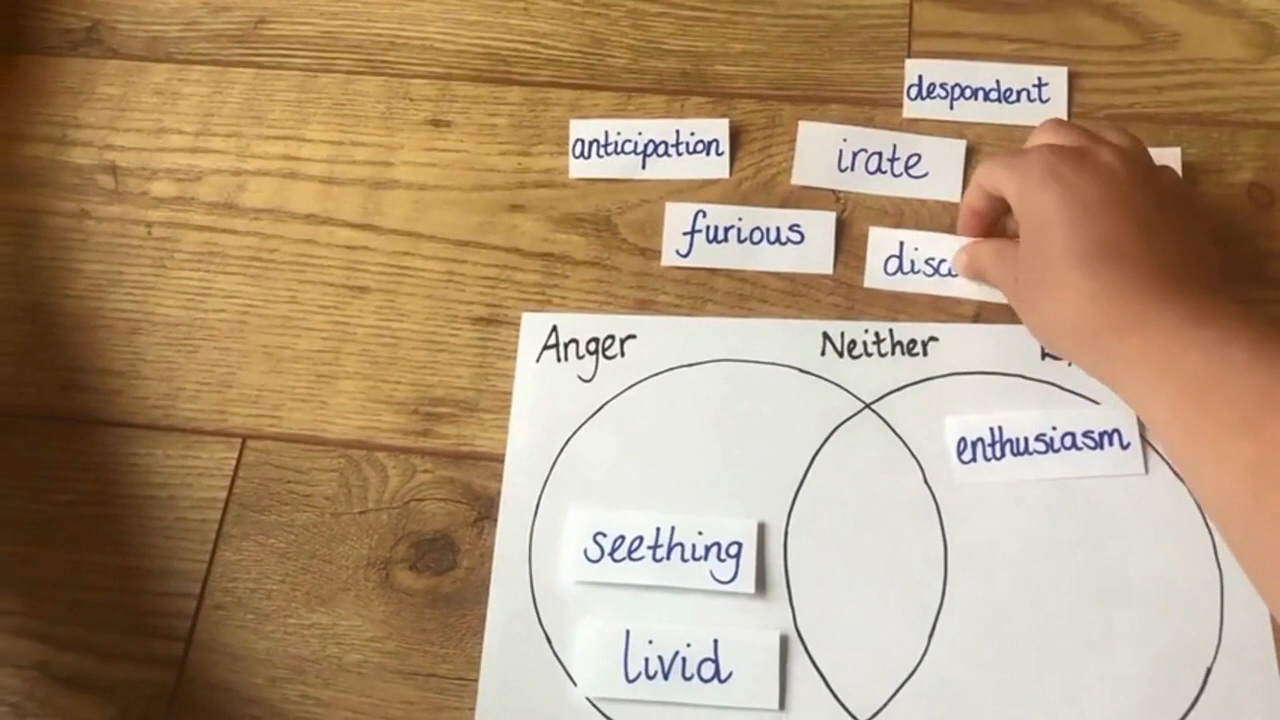 despondent
anticipation
irate
furious
Anger
Neither
enthusiasm
seething
livid